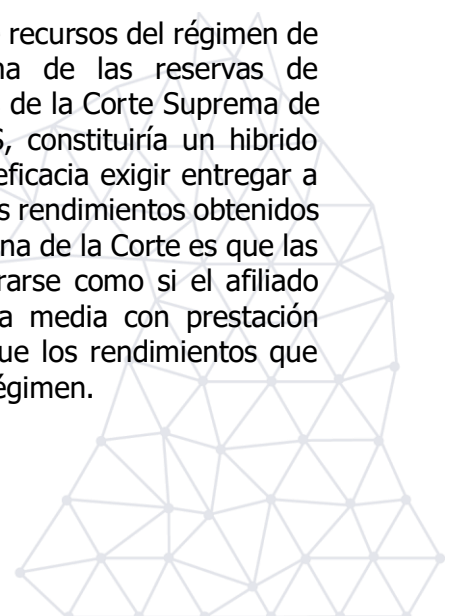 recursos del régimen de
na de las reservas de
de la Corte Suprema de
S, constituiría un hibrido
eficacia exigir entregar a
s rendimientos obtenidos
na de la Corte es que las
rarse como si el afiliado
a media con prestación
ue los rendimientos que
égimen.